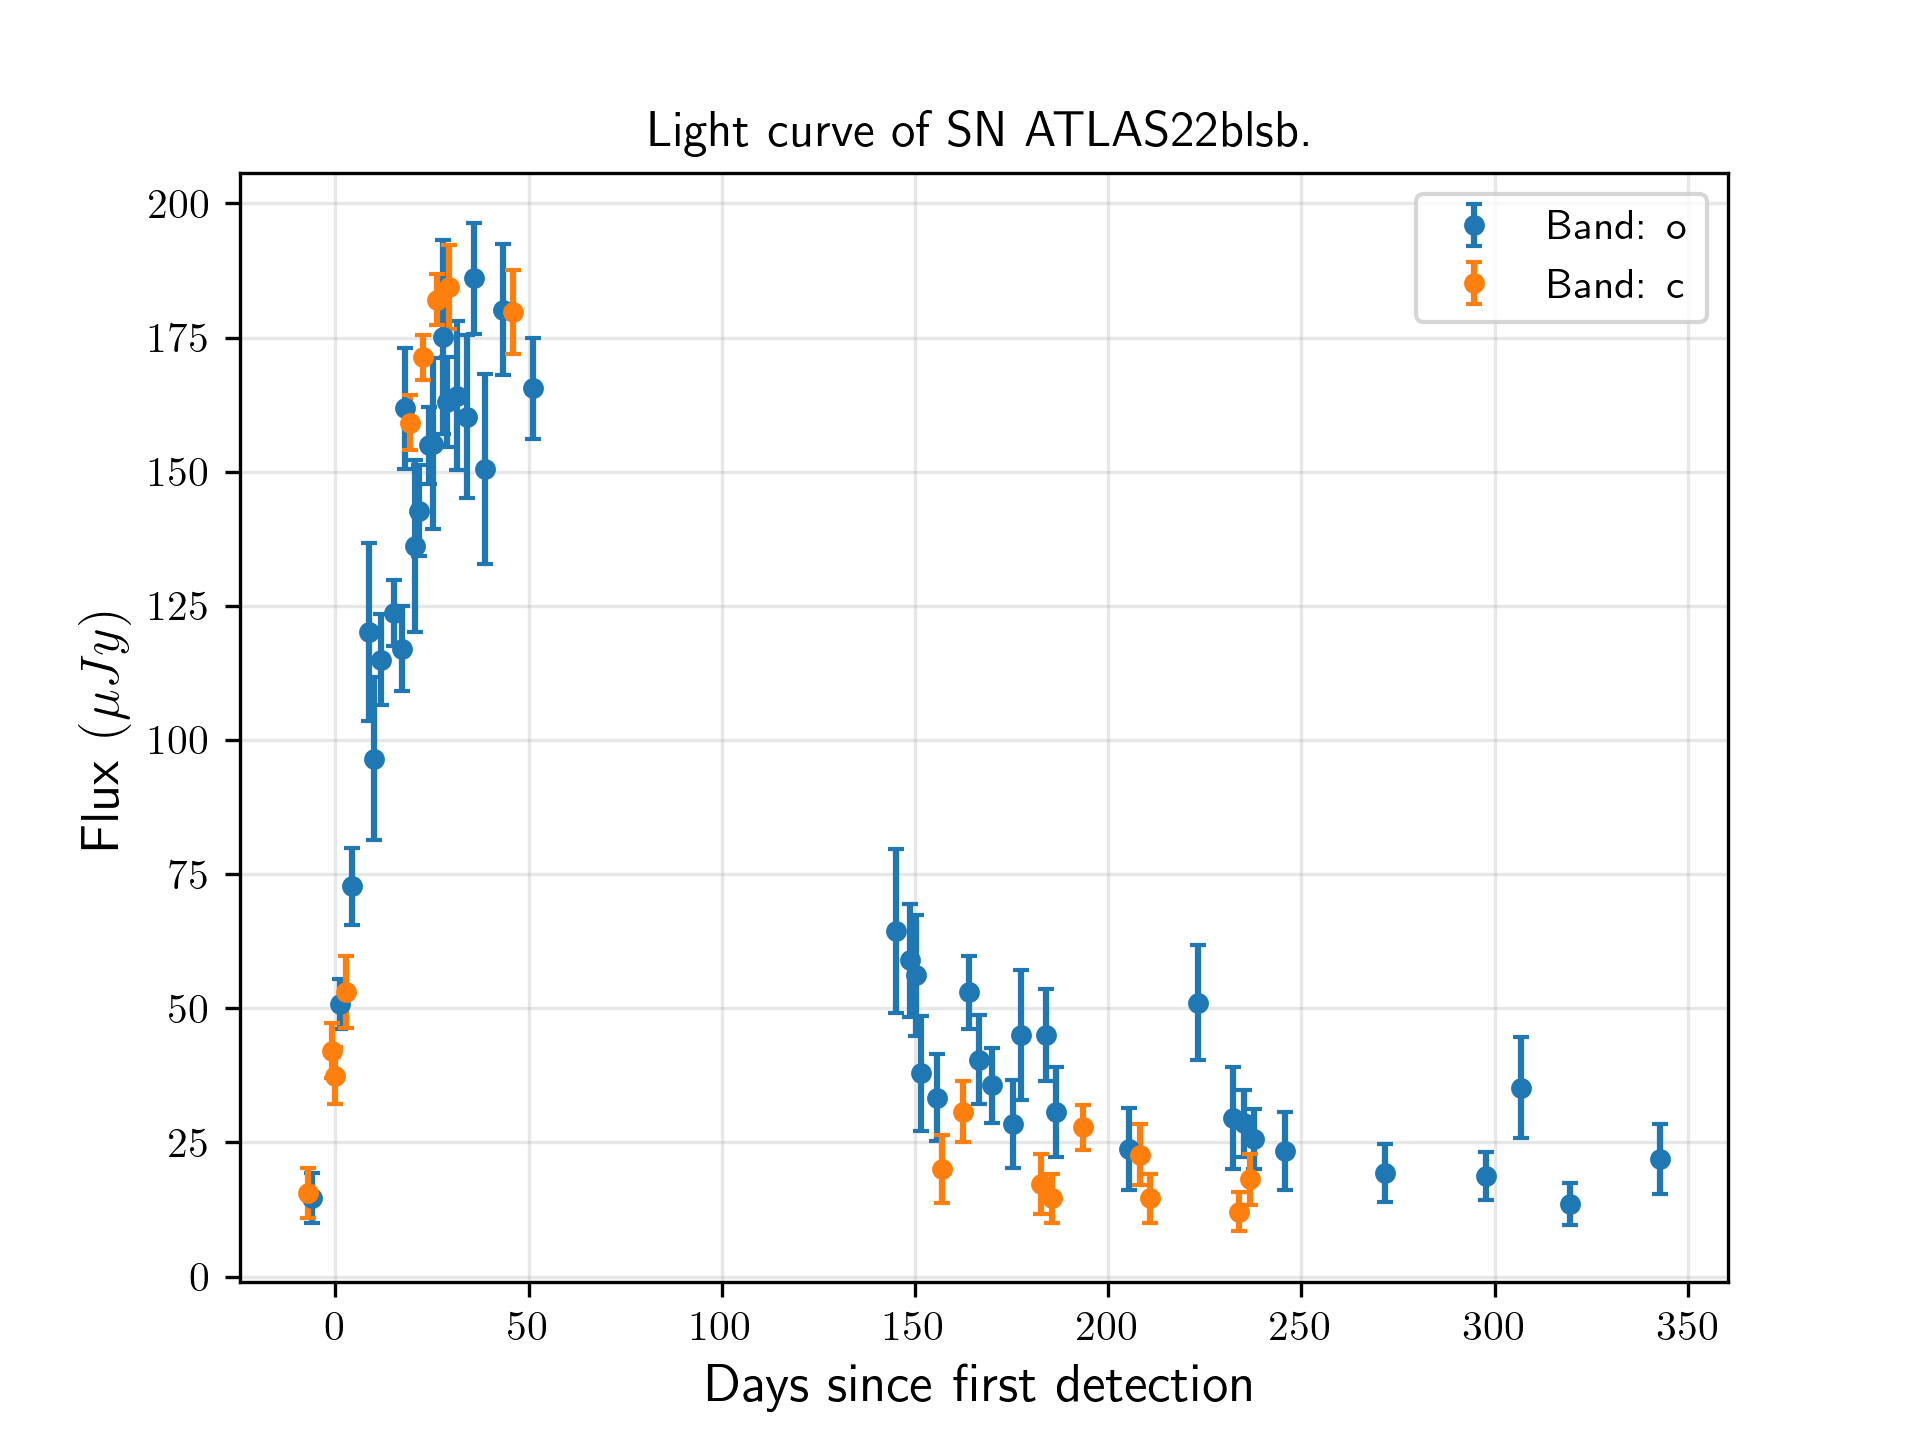 Light curve of SN ATLAS22blsb.
200
175
150
125
100
75
50
25
0
Flux (μJy)
Band: o
Band: c
0 50 100 150 200 250 300 350
Days since first detection